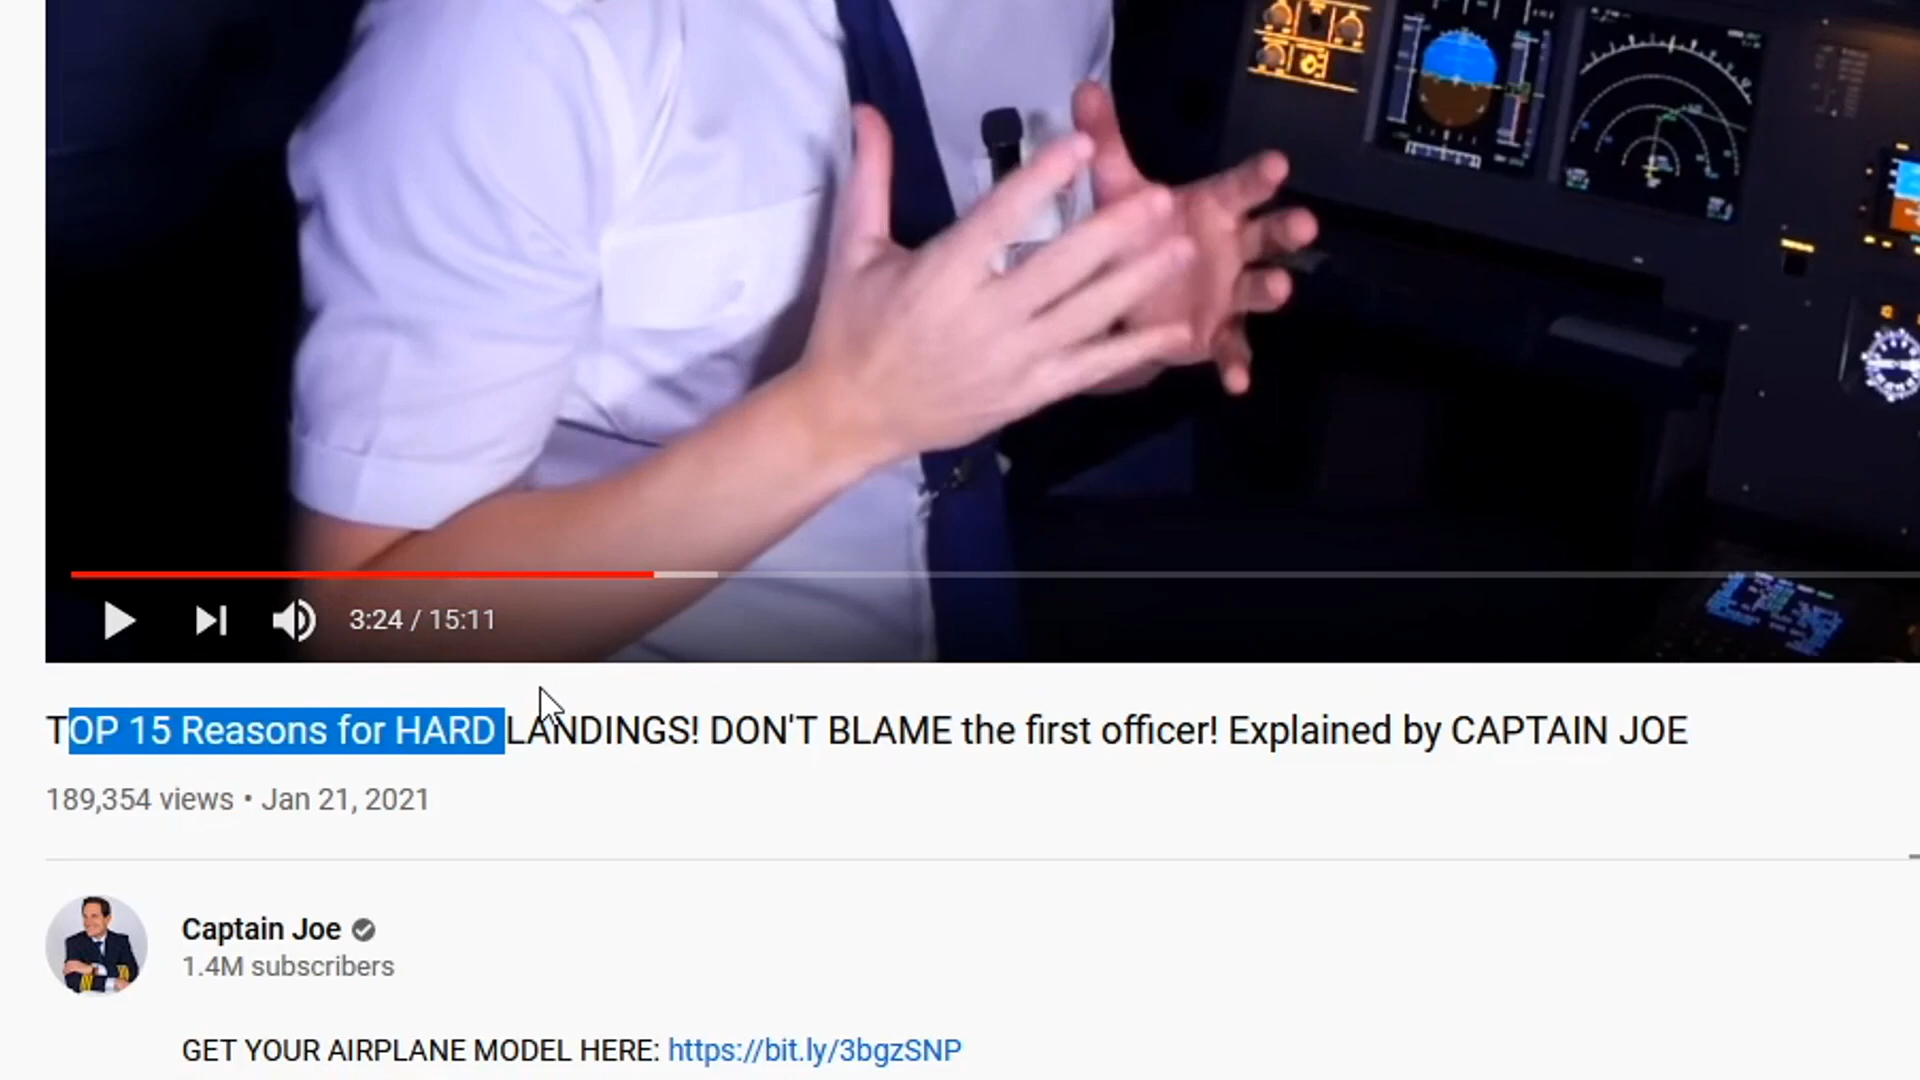 3:24 / 15:11
TOP 15 Reasons for HARD LANDINGS! DON'T BLAME the first officer! Explained by CAPTAIN JOE
189,354 views • Jan 21, 2021
Captain Joe
1.4M subscribers
GET YOUR AIRPLANE MODEL HERE: https://bit.ly/3bgzSNP